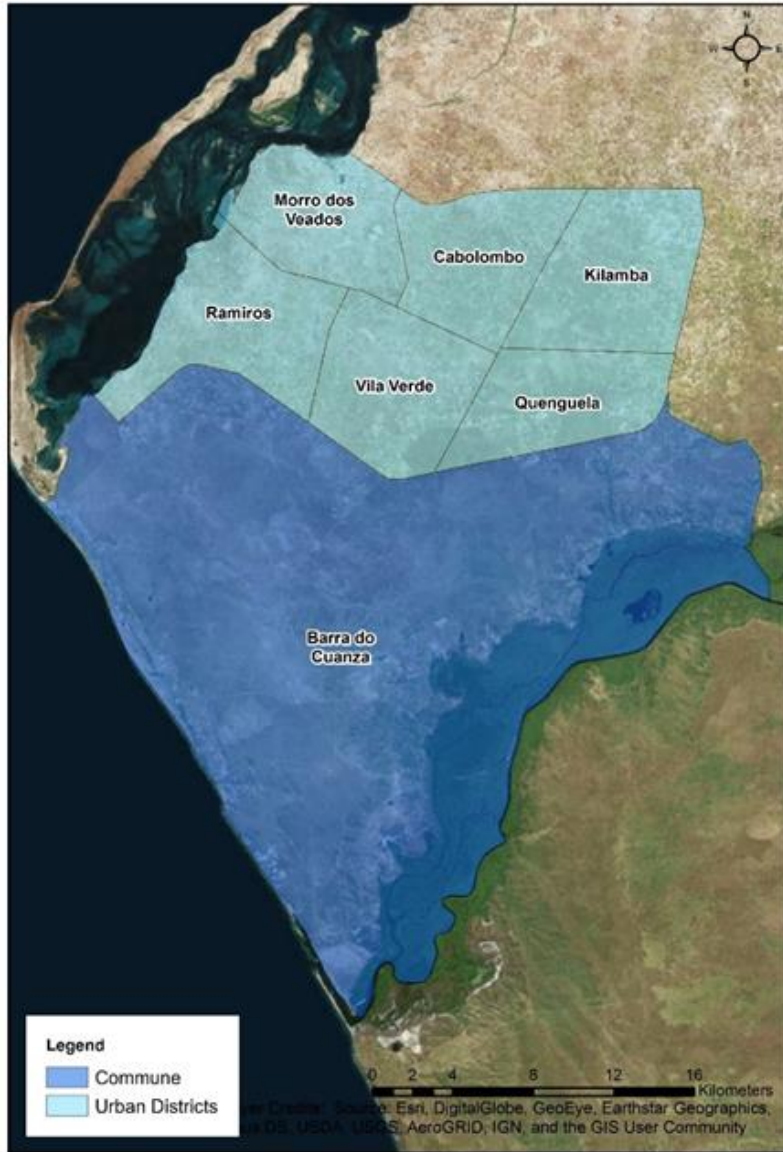 N
W E
S
Morro dos
Veados
Cabolombo
Kilamba
Ramiros
Vila Verde
Quenguela
Barra do
Cuanza
Legend
Commune
Urban Districts
0 2 4 8 12 16
Kilometers
Credits: Source: Esri, DigitalGlobe, GeoEye, Earthstar Geographics,
DS, USDA, USGS, AeroGRID, IGN, and the GIS User Community